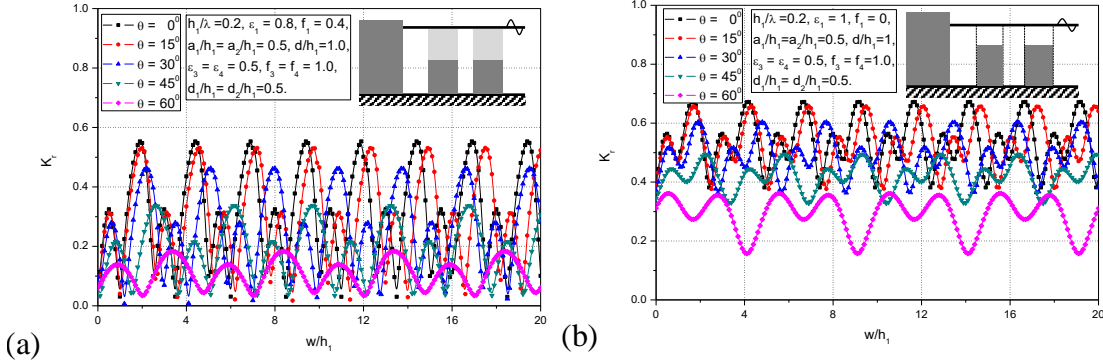 1.0
0.8
0.6
0.4
0.2
0.0
K_r
θ = 0⁰
θ = 15⁰
θ = 30⁰
θ = 45⁰
θ = 60⁰
h₁/λ=0.2, ε₁ = 0.8, f₁ = 0.4,
a₁/h₁= a₂/h₁= 0.5, d/h₁=1.0,
ε₃ = ε₄ = 0.5, f₃ = f₄ = 1.0,
d₁/h₁= d₂/h₁=0.5.
0 4 8 12 16 20
w/h₁
(a)
1.0
0.8
0.6
0.4
0.2
0.0
K_r
θ = 0⁰
θ = 15⁰
θ = 30⁰
θ = 45⁰
θ = 60⁰
h₁/λ=0.2, ε₁ = 1, f₁ = 0,
a₁/h₁=a₂/h₁= 0.5, d/h₁=1,
ε₃ = ε₄ = 0.5, f₃ = f₄=1.0,
d₁/h₁= d₂/h₁=0.5.
0 4 8 12 16 20
w/h₁
(b)